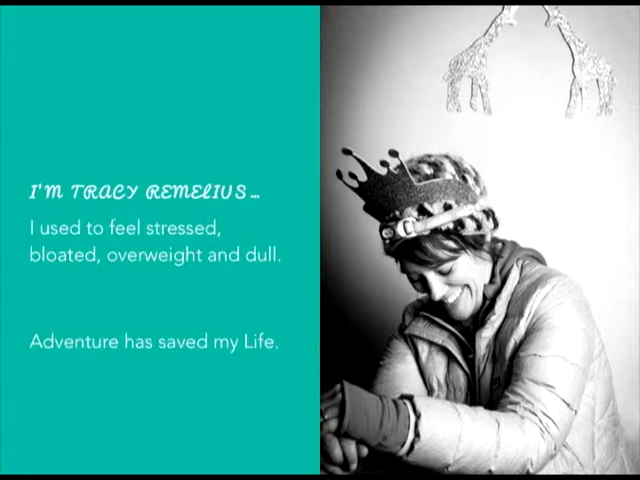 I'M TRACY REMELIUS...
I used to feel stressed,
bloated, overweight and dull.
Adventure has saved my Life.